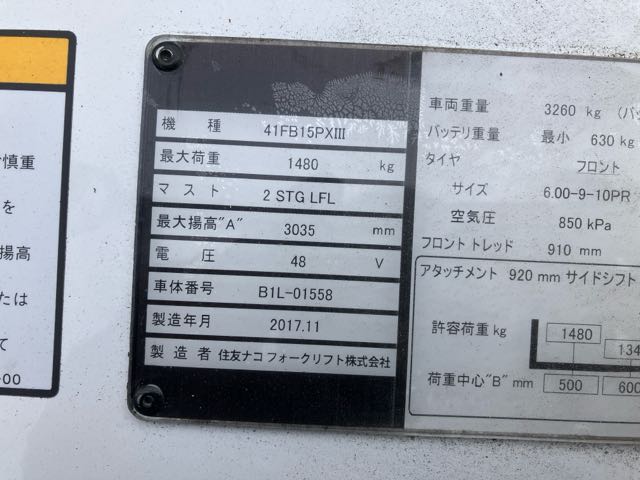 慎重
を
揚高
たは
て
-00
機 種 41FB15PXIII
最大荷重 1480 kg
マ ス ト 2 STG LFL
最大揚高"A" 3035 mm
電 圧 48 V
車体番号 B1L-01558
製造年月 2017.11
製 造 者 住友ナコ フォークリフト株式会社
車両重量 3260 kg (バッ
バッテリ重量 最小 630 kg
タイヤ フロント
サイズ 6.00-9-10PR
空気圧 850 kPa
フロント トレッド 910 mm
アタッチメント 920 mm サイドシフト
許容荷重 kg 1480 134
荷重中心"B" mm 500 600